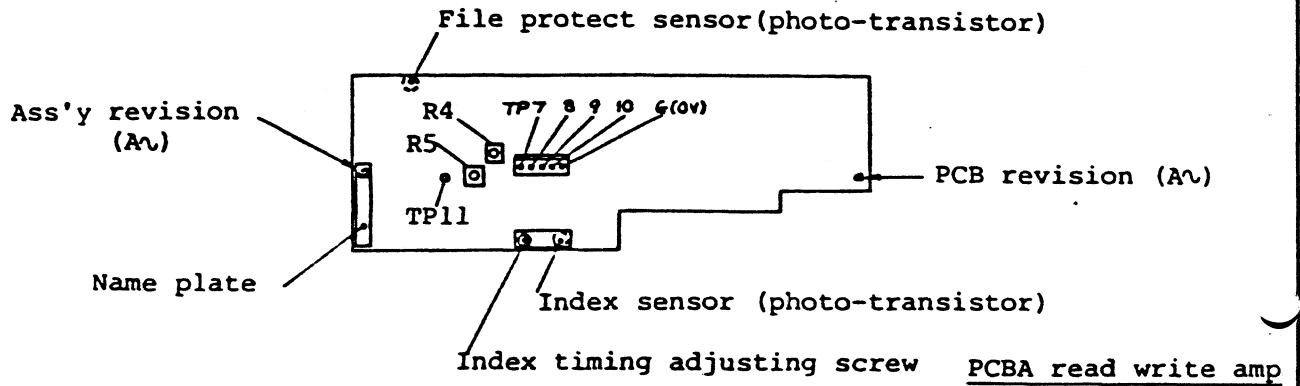 File protect sensor(photo-transistor)
Ass'y revision
(A~)
R4
TP7 8 9 10 G(0V)
R5
TP11
PCB revision (A~)
Name plate
Index sensor (photo-transistor)
Index timing adjusting screw
PCBA read write amp